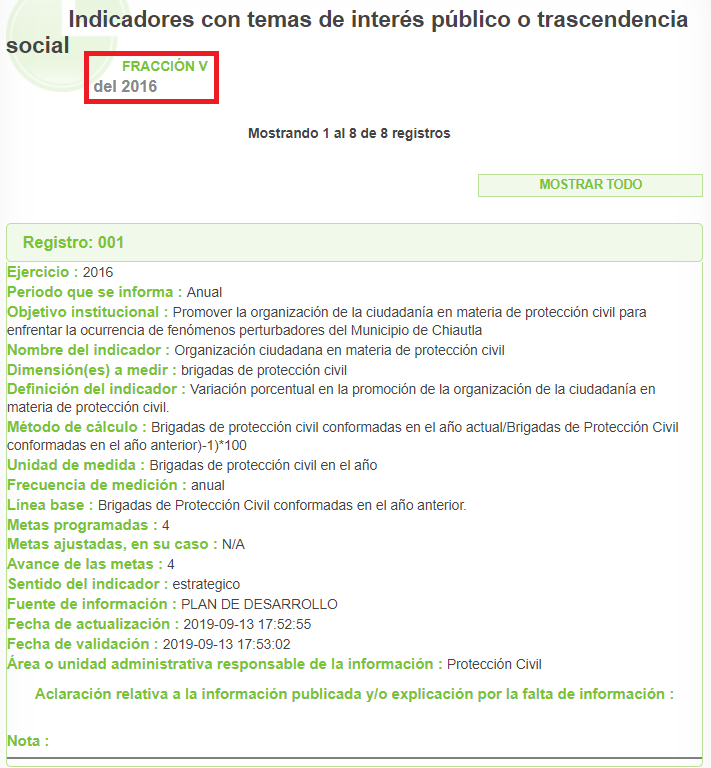 Indicadores con temas de interés público o trascendencia
social
FRACCIÓN V
del 2016
Mostrando 1 al 8 de 8 registros
MOSTRAR TODO
Registro: 001
Ejercicio : 2016
Periodo que se informa : Anual
Objetivo institucional : Promover la organización de la ciudadanía en materia de protección civil para
enfrentar la ocurrencia de fenómenos perturbadores del Municipio de Chiautla
Nombre del indicador : Organización ciudadana en materia de protección civil
Dimensión(es) a medir : brigadas de protección civil
Definición del indicador : Variación porcentual en la promoción de la organización de la ciudadanía en
materia de protección civil.
Método de cálculo : Brigadas de protección civil conformadas en el año actual/Brigadas de Protección Civil
conformadas en el año anterior)-1)*100
Unidad de medida : Brigadas de protección civil en el año
Frecuencia de medición : anual
Línea base : Brigadas de Protección Civil conformadas en el año anterior.
Metas programadas : 4
Metas ajustadas, en su caso : N/A
Avance de las metas : 4
Sentido del indicador : estrategico
Fuente de información : PLAN DE DESARROLLO
Fecha de actualización : 2019-09-13 17:52:55
Fecha de validación : 2019-09-13 17:53:02
Área o unidad administrativa responsable de la información : Protección Civil
Aclaración relativa a la información publicada y/o explicación por la falta de información :
Nota :